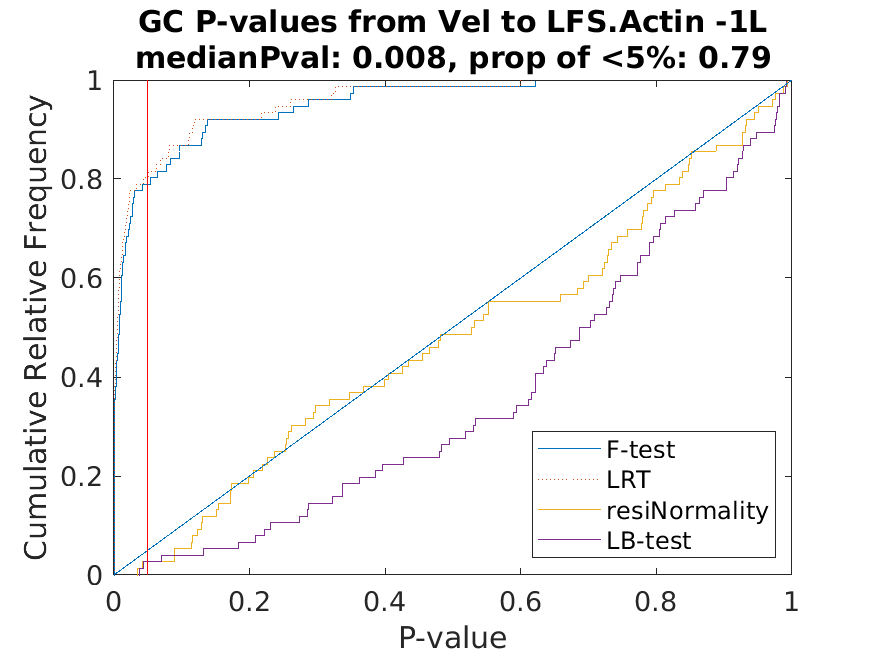 GC P-values from Vel to LFS.Actin -1L
medianPval: 0.008, prop of <5%: 0.79
Cumulative Relative Frequency
1
0.8
0.6
0.4
0.2
0
F-test
LRT
resiNormality
LB-test
0 0.2 0.4 0.6 0.8 1
P-value